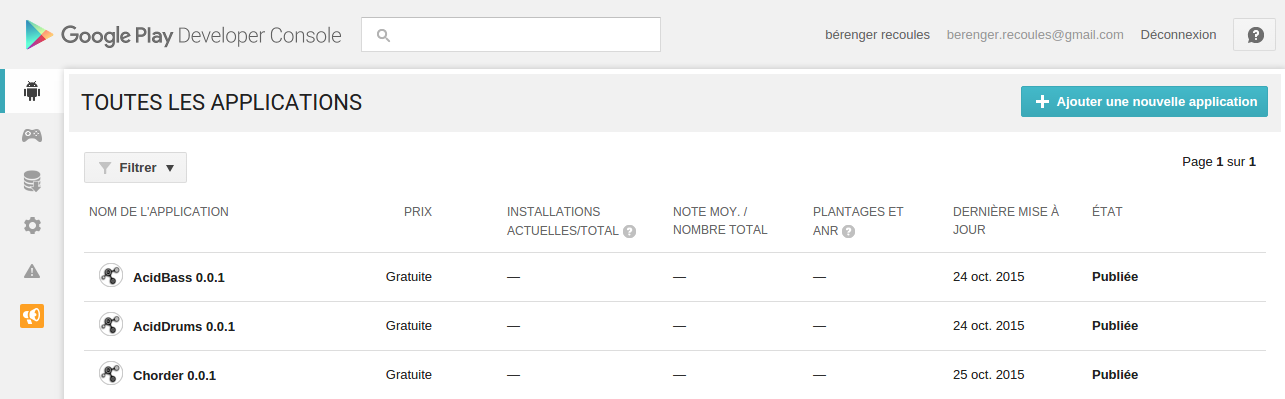 Google Play Developer Console
bérenger recoules berenger.recoules@gmail.com Déconnexion
TOUTES LES APPLICATIONS
Ajouter une nouvelle application
Filtrer
Page 1 sur 1
NOM DE L'APPLICATION PRIX INSTALLATIONS NOTE MOY. / PLANTAGES ET DERNIÈRE MISE À ÉTAT
ACTUELLES/TOTAL ? NOMBRE TOTAL ANR ? JOUR
AcidBass 0.0.1 Gratuite — — — 24 oct. 2015 Publiée
AcidDrums 0.0.1 Gratuite — — — 24 oct. 2015 Publiée
Chorder 0.0.1 Gratuite — — — 25 oct. 2015 Publiée